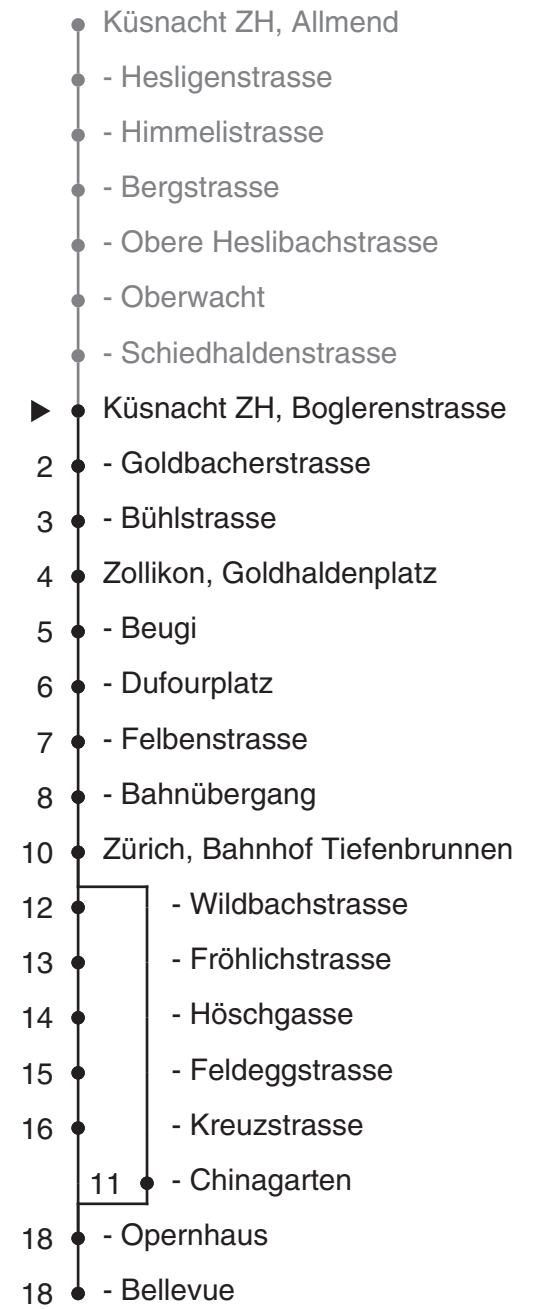 Küsnacht ZH, Allmend
- Hesligenstrasse
- Himmelistrasse
- Bergstrasse
- Obere Heslibachstrasse
- Oberwacht
- Schiedhaldenstrasse
Küsnacht ZH, Boglerenstrasse
2 - Goldbacherstrasse
3 - Bühlstrasse
4 Zollikon, Goldhaldenplatz
5 - Beugi
6 - Dufourplatz
7 - Felbenstrasse
8 - Bahnübergang
10 Zürich, Bahnhof Tiefenbrunnen
12 - Wildbachstrasse
13 - Fröhlichstrasse
14 - Höschgasse
15 - Feldeggstrasse
16 - Kreuzstrasse
11 - Chinagarten
18 - Opernhaus
18 - Bellevue